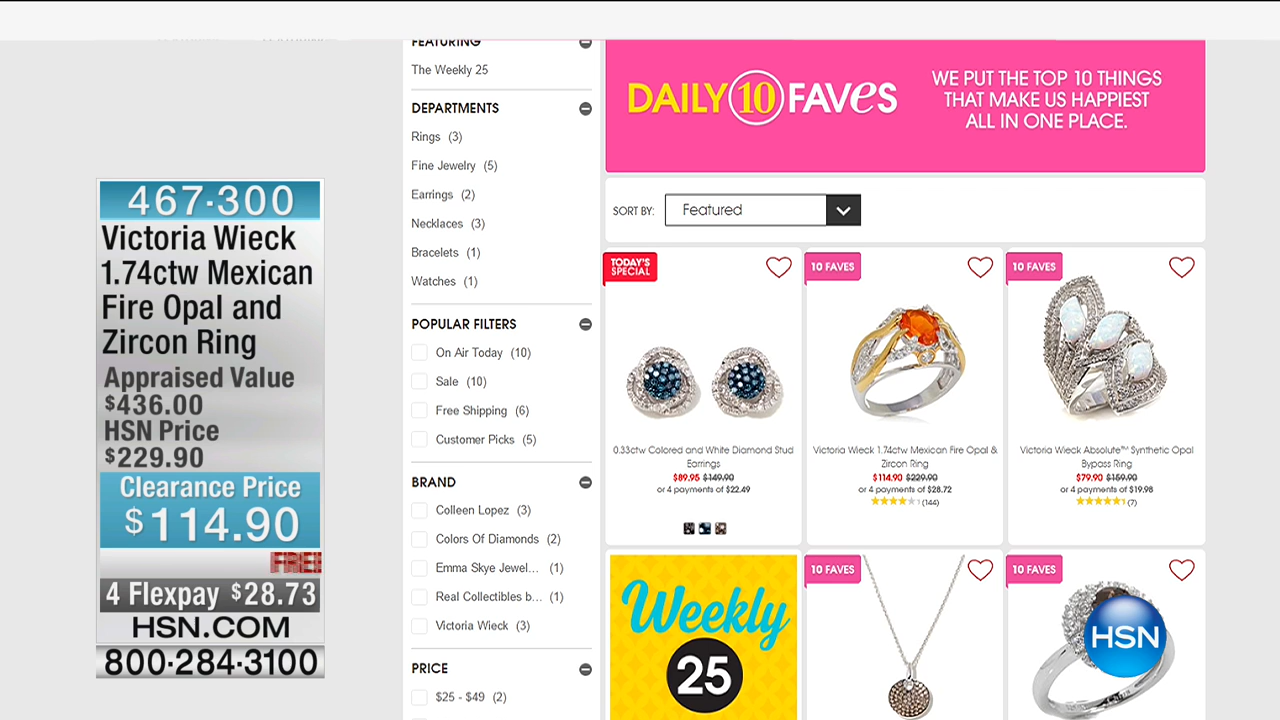 467·300
Victoria Wieck
1.74ctw Mexican
Fire Opal and
Zircon Ring
Appraised Value
$436.00
HSN Price
$229.90
Clearance Price
$114.90
4 Flexpay $28.73
HSN.COM
800·284·3100
FEATURING
The Weekly 25
DEPARTMENTS
Rings (3)
Fine Jewelry (5)
Earrings (2)
Necklaces (3)
Bracelets (1)
Watches (1)
POPULAR FILTERS
On Air Today (10)
Sale (10)
Free Shipping (6)
Customer Picks (5)
BRAND
Colleen Lopez (3)
Colors Of Diamonds (2)
Emma Skye Jewel... (1)
Real Collectibles b... (1)
Victoria Wieck (3)
PRICE
$25 - $49 (2)
DAILY 10 FAVeS
WE PUT THE TOP 10 THINGS
THAT MAKE US HAPPIEST
ALL IN ONE PLACE.
SORT BY: Featured
TODAY'S
SPECIAL
0.33ctw Colored and White Diamond Stud
Earrings
$89.95 $149.90
or 4 payments of $22.49
10 FAVES
Victoria Wieck 1.74ctw Mexican Fire Opal &
Zircon Ring
$114.90 $229.90
or 4 payments of $28.72
(144)
10 FAVES
Victoria Wieck Absolute™ Synthetic Opal
Bypass Ring
$79.90 $159.90
or 4 payments of $19.98
(7)
Weekly
25
10 FAVES
10 FAVES
HSN